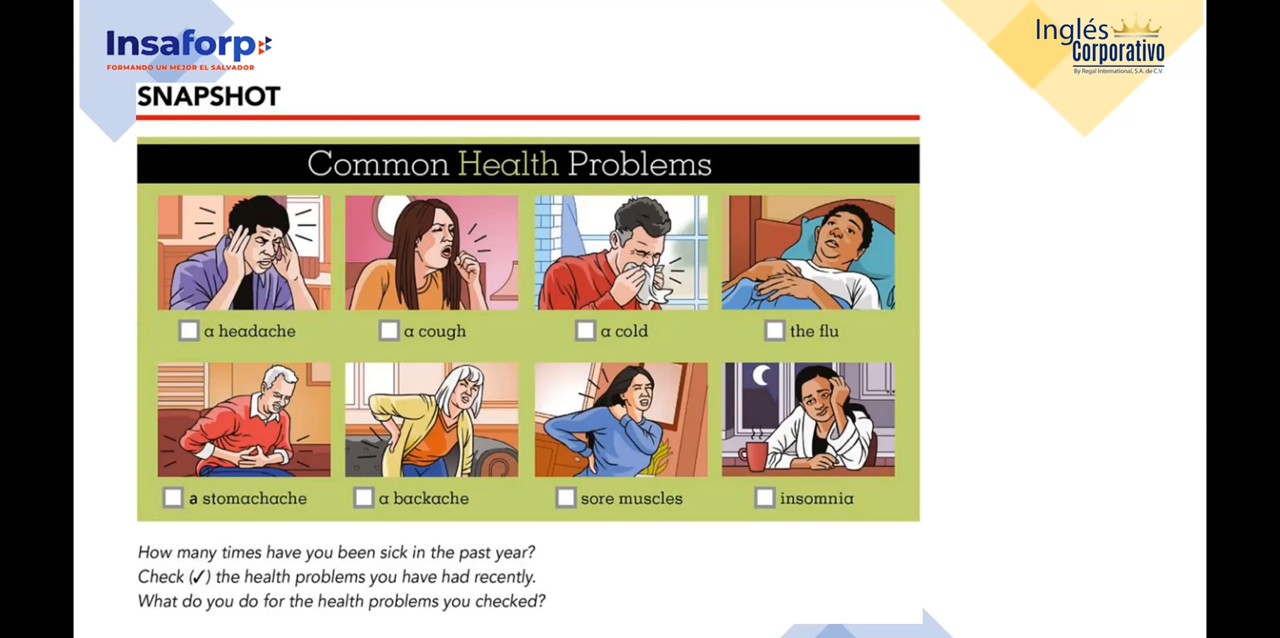 Insaforp
FORMANDO UN MEJOR EL SALVADOR
Inglés
Corporativo
By Regal International, S.A. de C.V.
SNAPSHOT
Common Health Problems
a headache
a cough
a cold
the flu
a stomachache
a backache
sore muscles
insomnia
How many times have you been sick in the past year?
Check (✓) the health problems you have had recently.
What do you do for the health problems you checked?